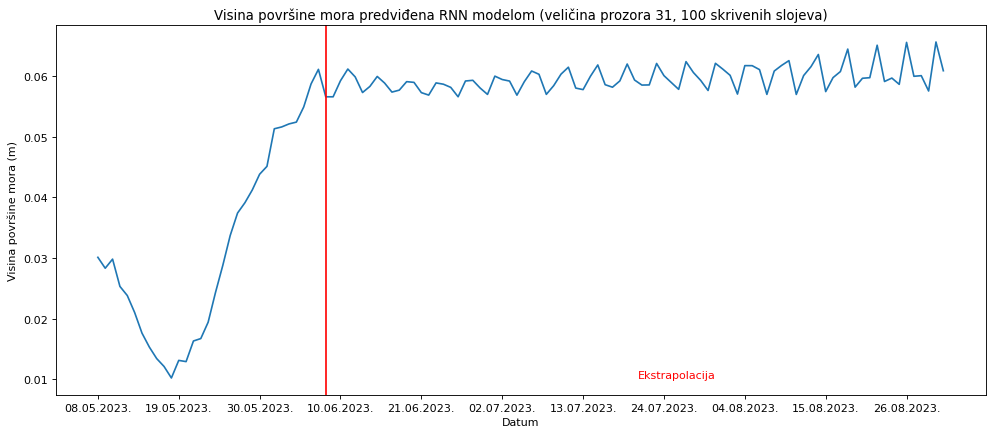 Visina površine mora predviđena RNN modelom (veličina prozora 31, 100 skrivenih slojeva)
Visina površine mora (m)
0.06
0.05
0.04
0.03
0.02
0.01
Ekstrapolacija
08.05.2023. 19.05.2023. 30.05.2023. 10.06.2023. 21.06.2023. 02.07.2023. 13.07.2023. 24.07.2023. 04.08.2023. 15.08.2023. 26.08.2023.
Datum